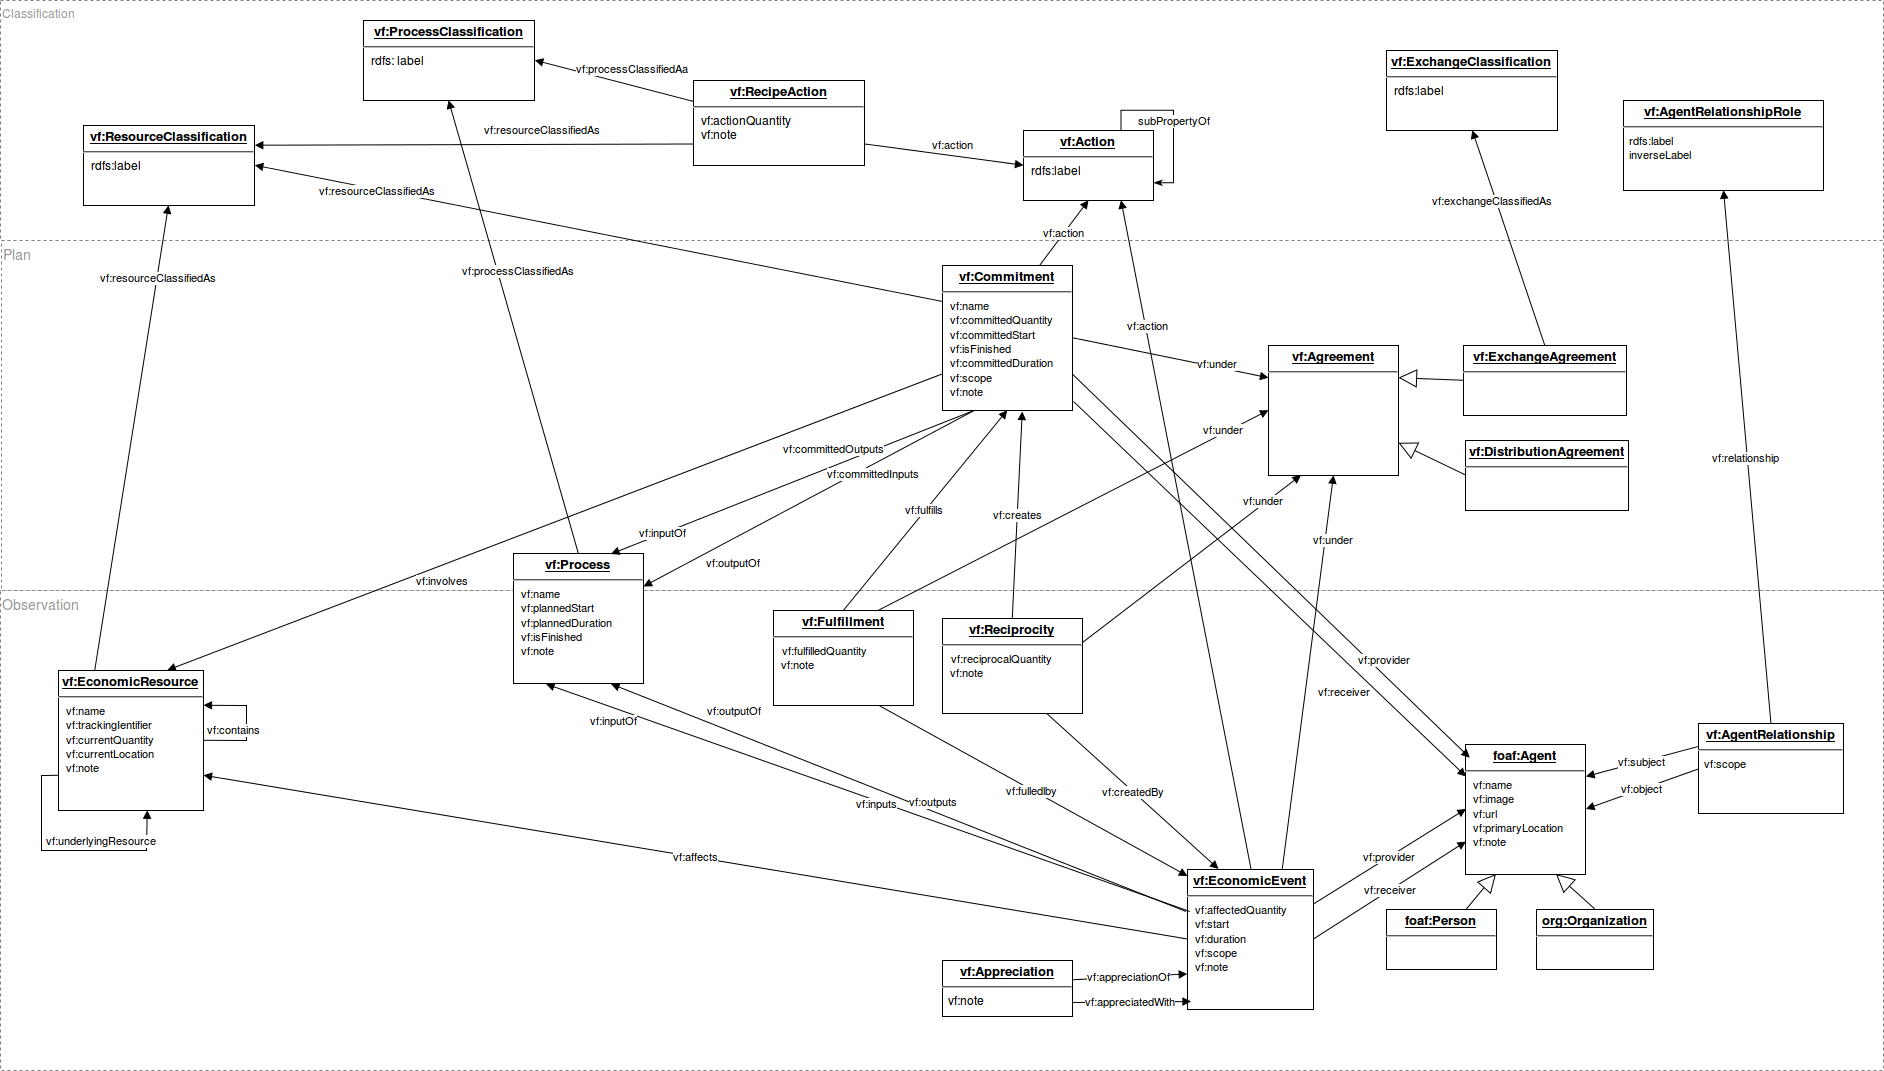 Classification
vf:ProcessClassification
rdfs: label
vf:processClassifiedAa
vf:RecipeAction
vf:actionQuantity
vf:note
vf:ExchangeClassification
rdfs:label
vf:AgentRelationshipRole
rdfs:label
inverseLabel
vf:ResourceClassification
rdfs:label
vf:resourceClassifiedAs
vf:action
subPropertyOf
vf:Action
rdfs:label
vf:resourceClassifiedAs
vf:exchangeClassifiedAs
vf:action
Plan
vf:resourceClassifiedAs
vf:processClassifiedAs
vf:Commitment
vf:name
vf:committedQuantity
vf:committedStart
vf:isFinished
vf:committedDuration
vf:scope
vf:note
vf:action
vf:under
vf:Agreement
vf:ExchangeAgreement
vf:under
vf:DistributionAgreement
vf:relationship
vf:committedOutputs
vf:committedInputs
vf:fulfills
vf:creates
vf:under
vf:inputOf
vf:outputOf
vf:under
vf:involves
vf:Process
vf:name
vf:plannedStart
vf:plannedDuration
vf:isFinished
vf:note
Observation
vf:Fulfillment
vf:fulfilledQuantity
vf:note
vf:Reciprocity
vf:reciprocalQuantity
vf:note
vf:provider
vf:receiver
vf:EconomicResource
vf:name
vf:trackingIdentifier
vf:currentQuantity
vf:currentLocation
vf:note
vf:contains
vf:underlyingResource
vf:inputOf
vf:outputOf
vf:AgentRelationship
vf:scope
vf:subject
vf:object
foaf:Agent
vf:name
vf:image
vf:url
vf:primaryLocation
vf:note
vf:inputs
vf:outputs
vf:fulledlby
vf:createdBy
vf:affects
vf:provider
vf:receiver
vf:EconomicEvent
vf:affectedQuantity
vf:start
vf:duration
vf:scope
vf:note
foaf:Person
org:Organization
vf:Appreciation
vf:note
vf:appreciationOf
vf:appreciatedWith